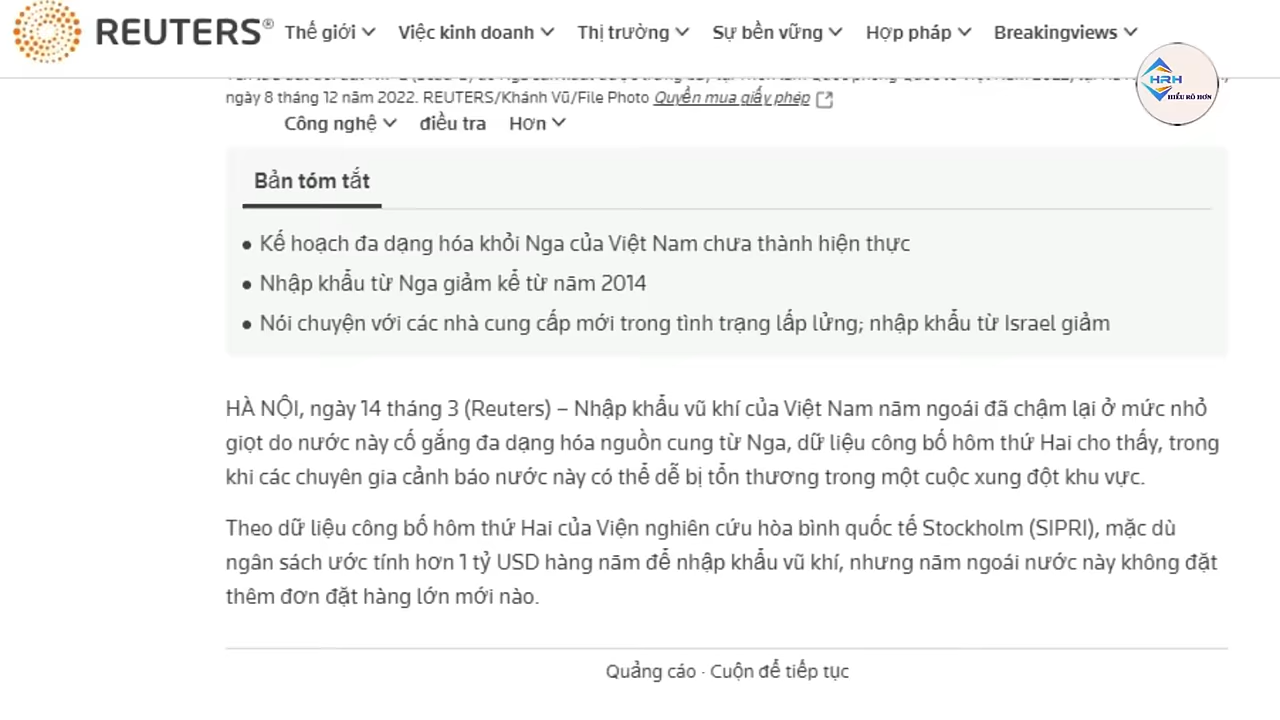 REUTERS®
Thế giới
Việc kinh doanh
Thị trường
Sự bền vững
Hợp pháp
Breakingviews
HRH
HIỂU RÕ HƠN
ngày 8 tháng 12 năm 2022. REUTERS/Khánh Vũ/File Photo Quyền mua giấy phép
Công nghệ
điều tra
Hơn
Bản tóm tắt
• Kế hoạch đa dạng hóa khỏi Nga của Việt Nam chưa thành hiện thực
• Nhập khẩu từ Nga giảm kể từ năm 2014
• Nói chuyện với các nhà cung cấp mới trong tình trạng lấp lửng; nhập khẩu từ Israel giảm
HÀ NỘI, ngày 14 tháng 3 (Reuters) – Nhập khẩu vũ khí của Việt Nam năm ngoái đã chậm lại ở mức nhỏ
giọt do nước này cố gắng đa dạng hóa nguồn cung từ Nga, dữ liệu công bố hôm thứ Hai cho thấy, trong
khi các chuyên gia cảnh báo nước này có thể dễ bị tổn thương trong một cuộc xung đột khu vực.
Theo dữ liệu công bố hôm thứ Hai của Viện nghiên cứu hòa bình quốc tế Stockholm (SIPRI), mặc dù
ngân sách ước tính hơn 1 tỷ USD hàng năm để nhập khẩu vũ khí, nhưng năm ngoái nước này không đặt
thêm đơn đặt hàng lớn mới nào.
Quảng cáo · Cuộn để tiếp tục